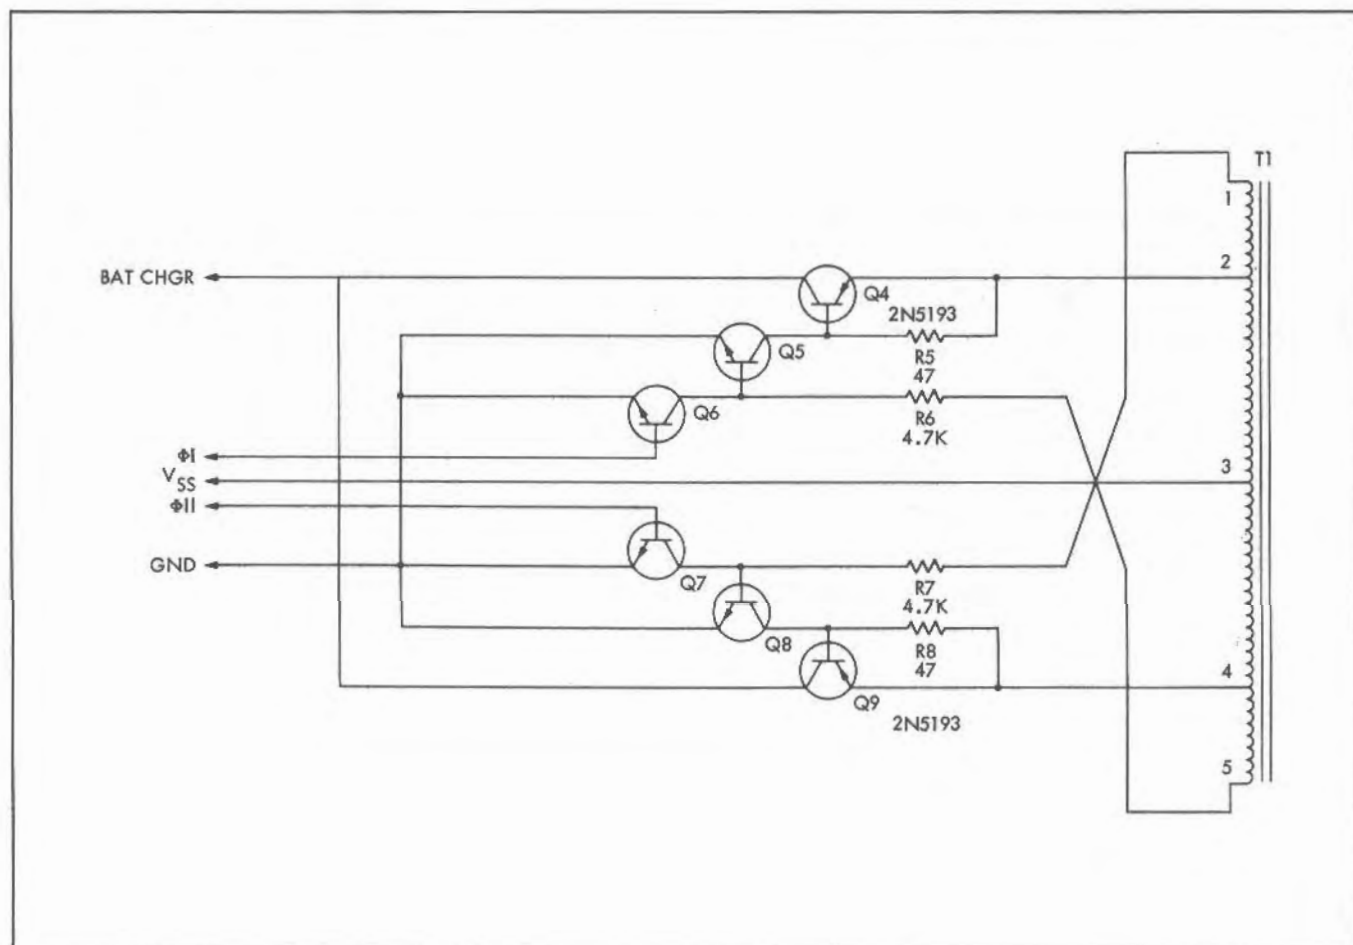 T1
1
BAT CHGR
2
Q4
2N5193
Q5
R5
47
Q6
R6
4.7K
ΦI
VSS
3
ΦII
GND
Q7
R7
4.7K
Q8
R8
47
4
Q9
2N5193
5